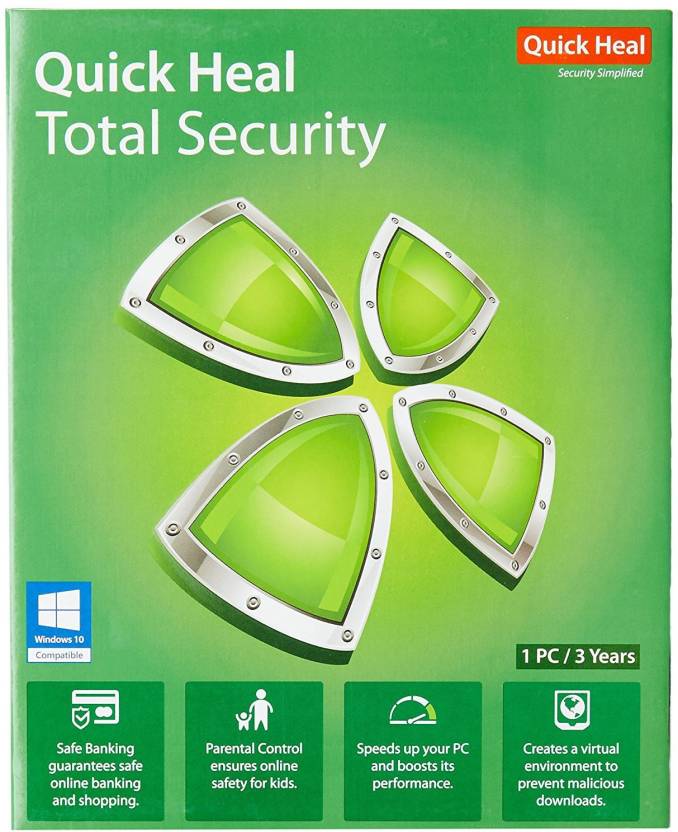 Quick Heal
Security Simplified
Quick Heal
Total Security
Windows 10
Compatible
1 PC / 3 Years
Safe Banking
guarantees safe
online banking
and shopping.
Parental Control
ensures online
safety for kids.
Speeds up your PC
and boosts its
performance.
Creates a virtual
environment to
prevent malicious
downloads.